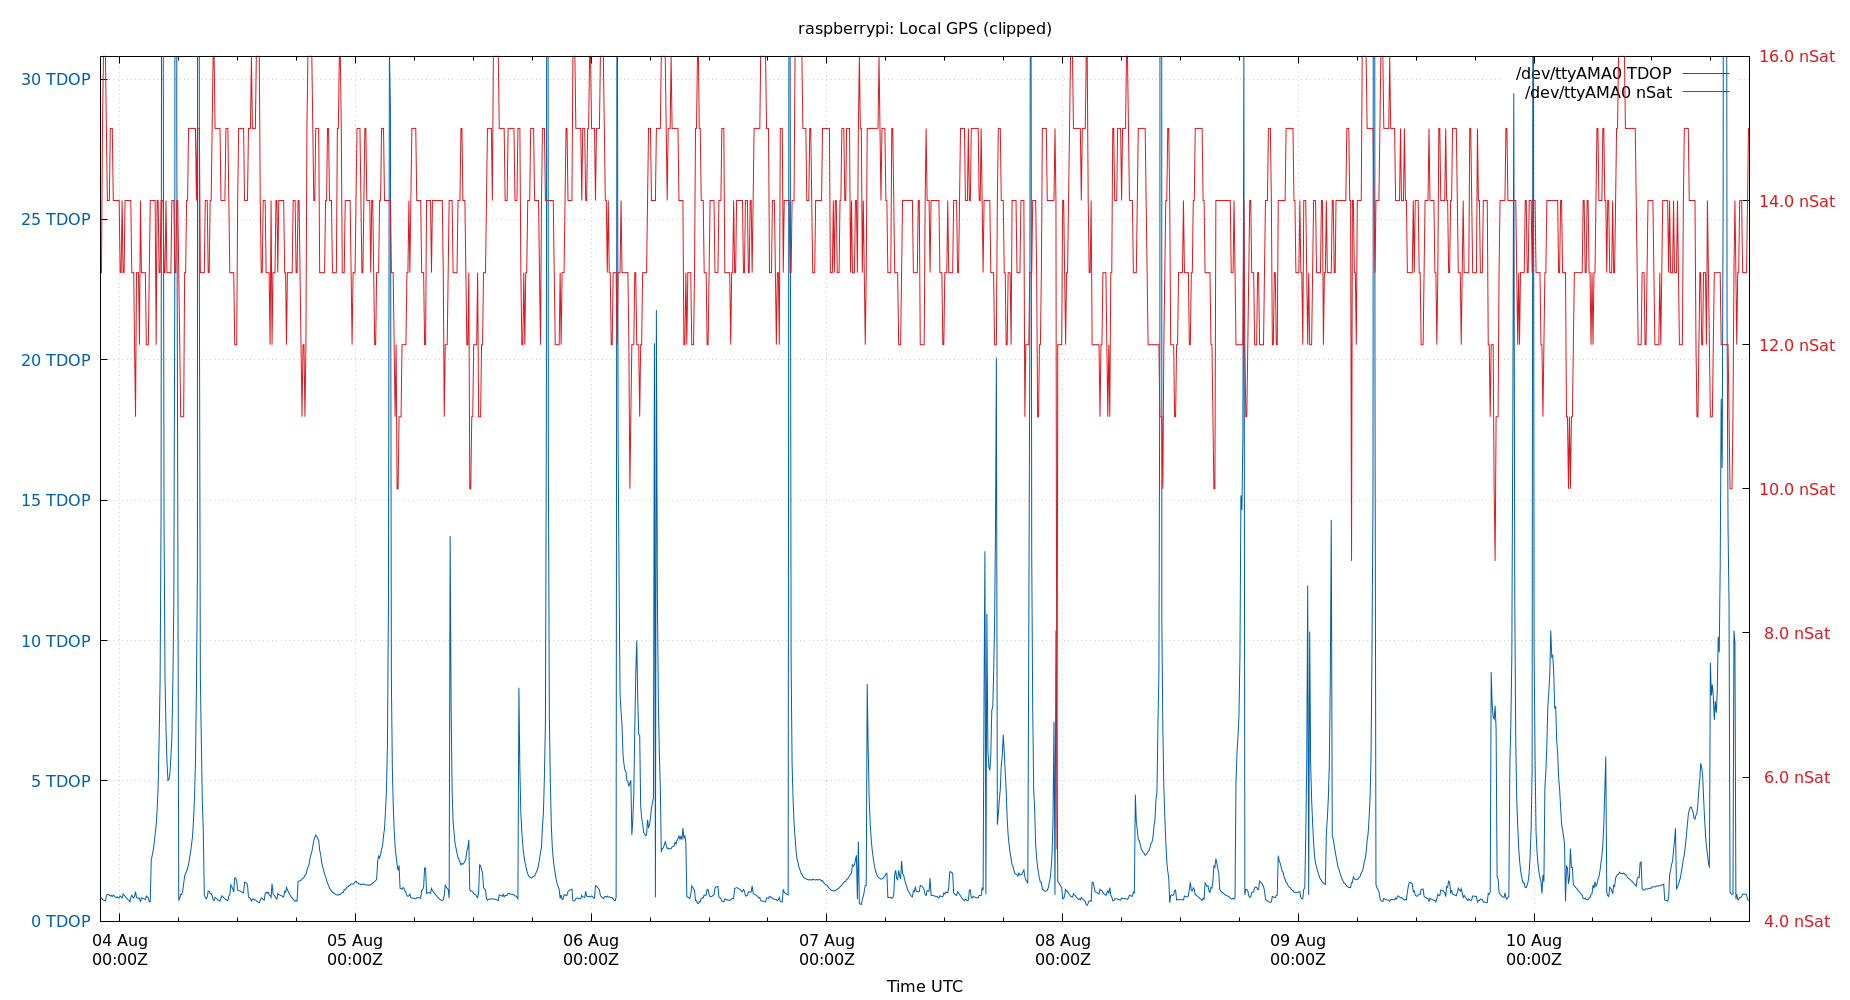 raspberrypi: Local GPS (clipped)
/dev/ttyAMA0 TDOP
/dev/ttyAMA0 nSat
30 TDOP
25 TDOP
20 TDOP
15 TDOP
10 TDOP
5 TDOP
0 TDOP
16.0 nSat
14.0 nSat
12.0 nSat
10.0 nSat
8.0 nSat
6.0 nSat
4.0 nSat
04 Aug 05 Aug 06 Aug 07 Aug 08 Aug 09 Aug 10 Aug
00:00Z 00:00Z 00:00Z 00:00Z 00:00Z 00:00Z 00:00Z
Time UTC